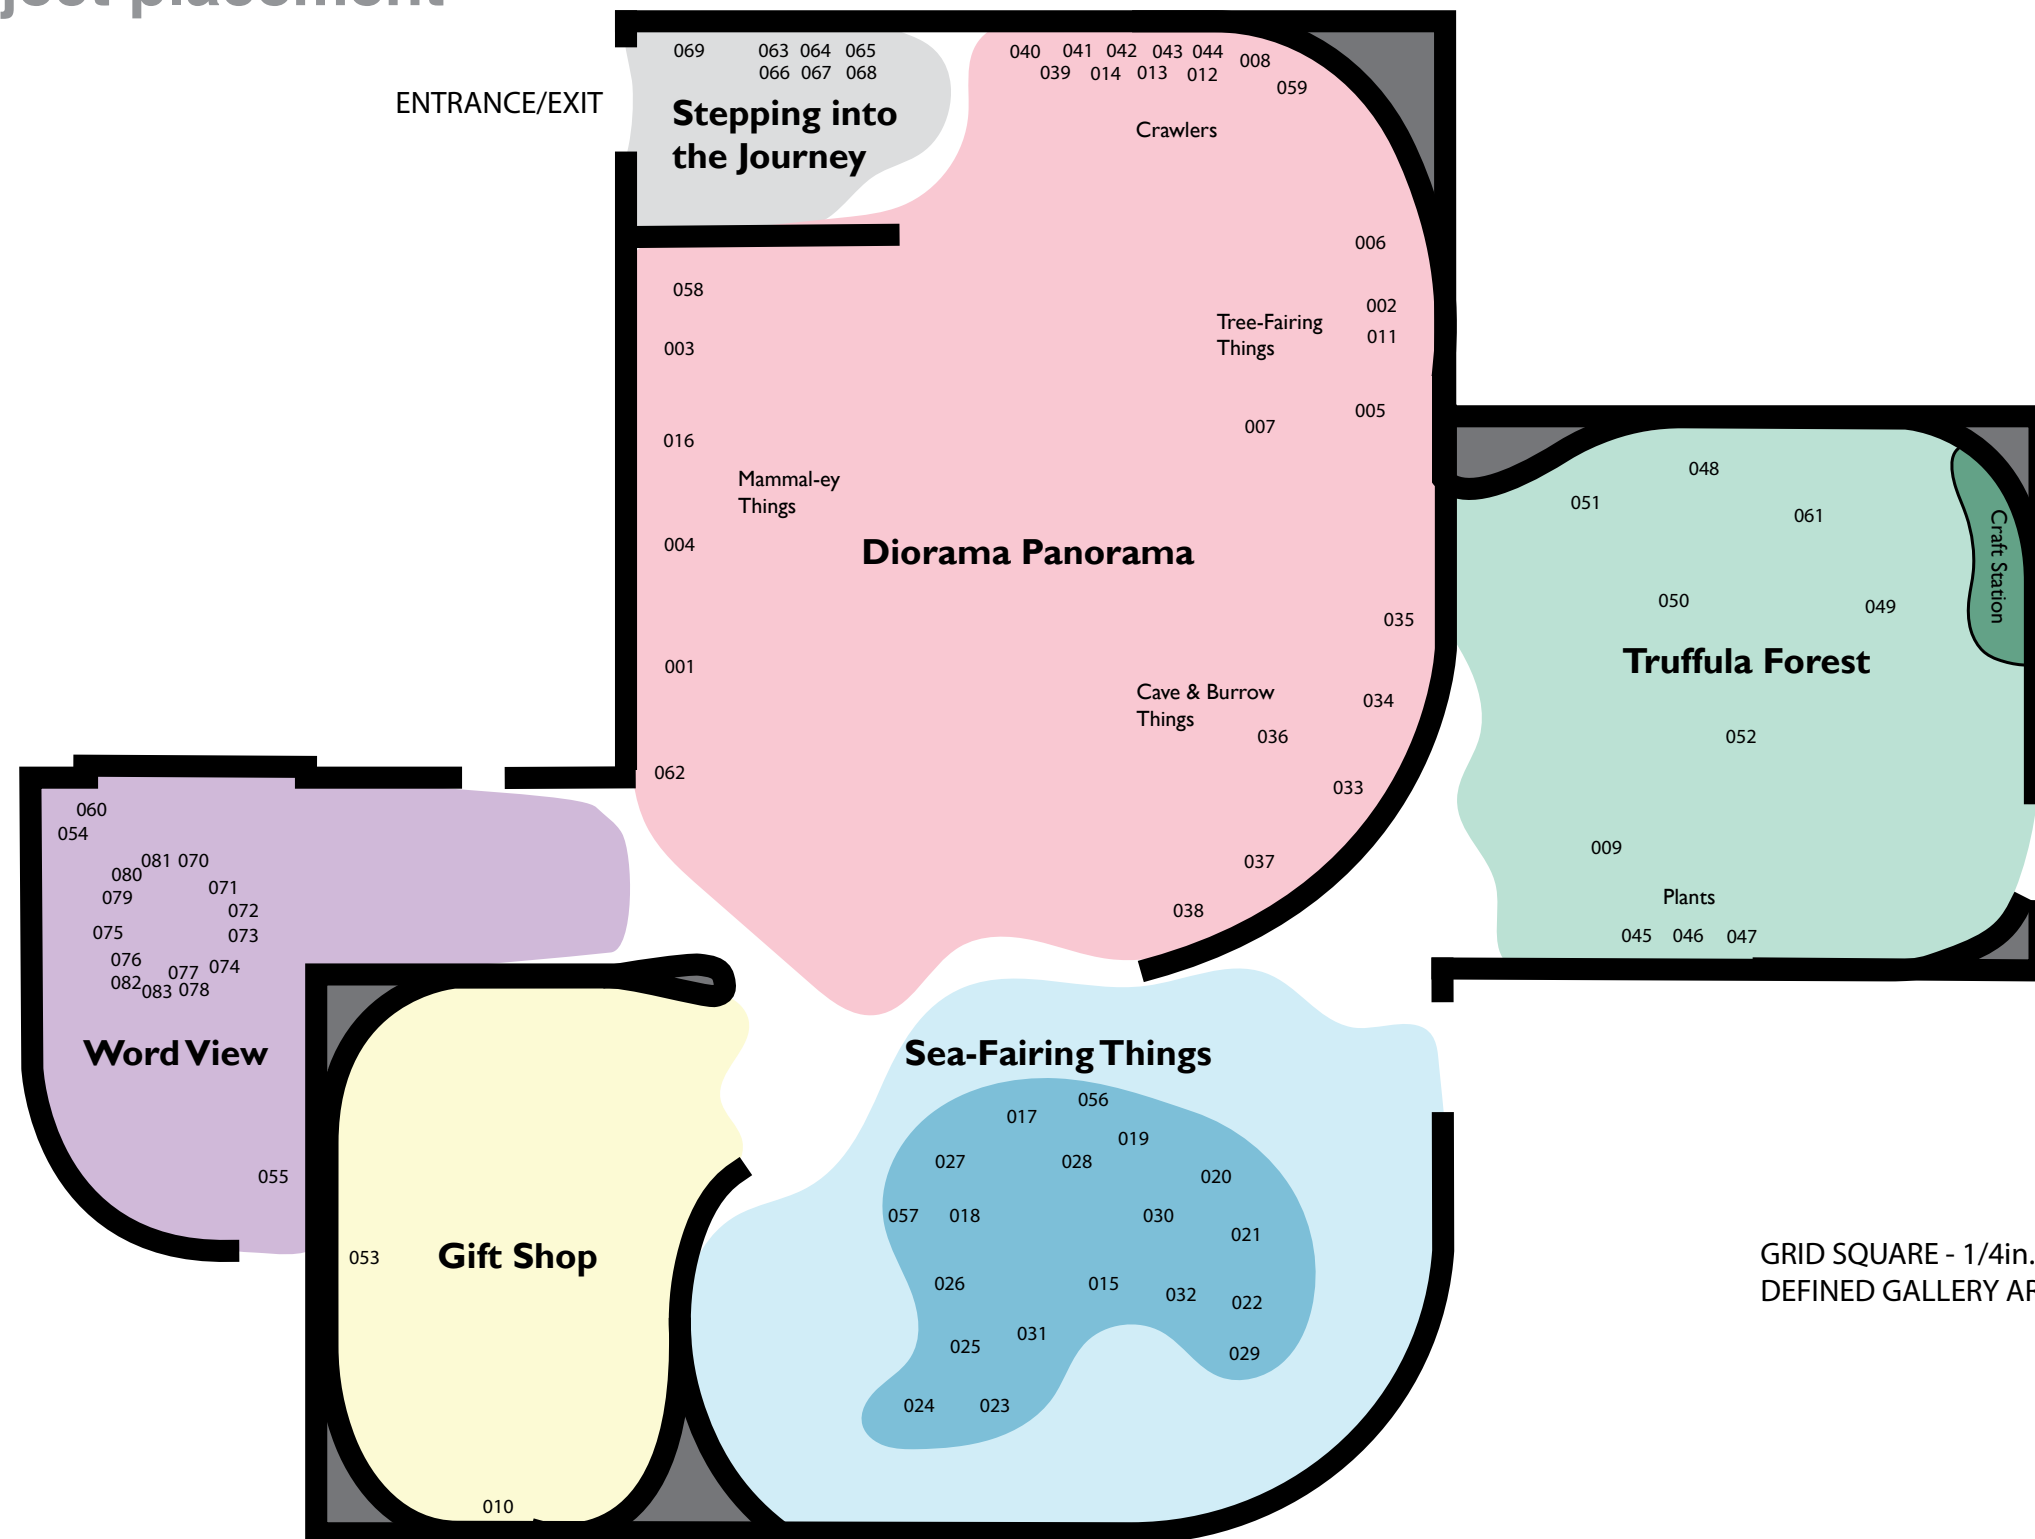 ject placement
ENTRANCE/EXIT
069 063 064 065
066 067 068
Stepping into
the Journey
040 041 042 043 044 008
039 014 013 012 059
Crawlers
006
058
002
Tree-Fairing
Things
011
003
005
007
016
Mammal-ey
Things
004
Diorama Panorama
035
001
Cave & Burrow
Things
034
036
062
033
037
038
048
051
061
Craft Station
050
049
Truffula Forest
052
009
Plants
045 046 047
060
054
081 070
080
071
079
072
075
073
076
074
082
077
083 078
Word View
055
053
Gift Shop
010
Sea-Fairing Things
056
017
019
027
028
020
057
018
030
021
026
015
032
022
031
025
029
024
023
GRID SQUARE - 1/4in.
DEFINED GALLERY AR